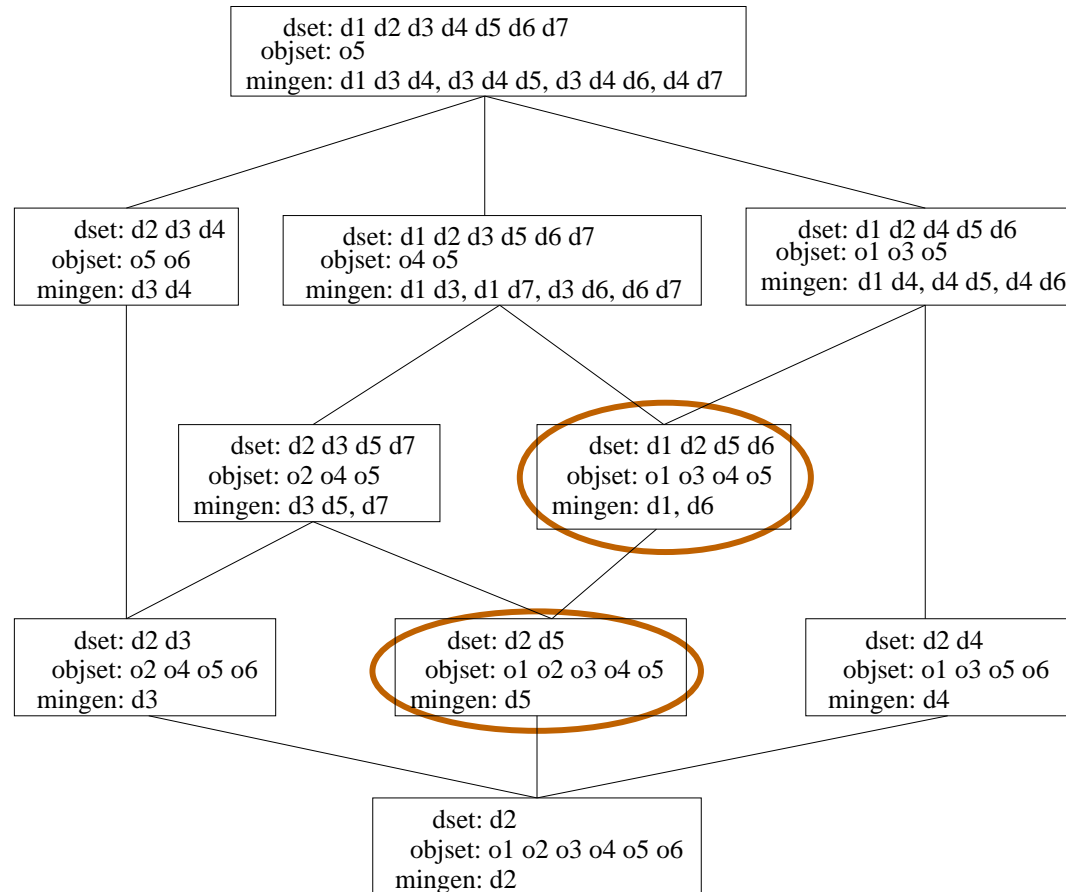 dset: d1 d2 d3 d4 d5 d6 d7
objset: o5
mingen: d1 d3 d4, d3 d4 d5, d3 d4 d6, d4 d7
dset: d2 d3 d4
objset: o5 o6
mingen: d3 d4
dset: d1 d2 d3 d5 d6 d7
objset: o4 o5
mingen: d1 d3, d1 d7, d3 d6, d6 d7
dset: d1 d2 d4 d5 d6
objset: o1 o3 o5
mingen: d1 d4, d4 d5, d4 d6
dset: d2 d3 d5 d7
objset: o2 o4 o5
mingen: d3 d5, d7
dset: d1 d2 d5 d6
objset: o1 o3 o4 o5
mingen: d1, d6
dset: d2 d3
objset: o2 o4 o5 o6
mingen: d3
dset: d2 d5
objset: o1 o2 o3 o4 o5
mingen: d5
dset: d2 d4
objset: o1 o3 o5 o6
mingen: d4
dset: d2
objset: o1 o2 o3 o4 o5 o6
mingen: d2